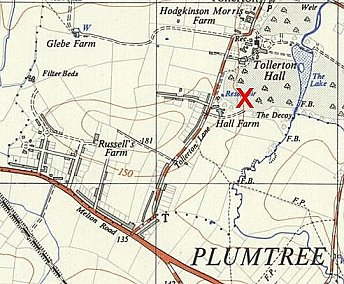 Tollerton
P
Weir
Hodgkinson Morris
Farm
W
Glebe Farm
Tollerton
Hall
The
Lake
Filter Beds
X
F.B.
Hall Farm
The Decoy
181
Russell's
Farm
Tollerton Lane
F.B.
150
F.B.
F.P.
Melton Road
T
135
F.P.
PLUMTREE